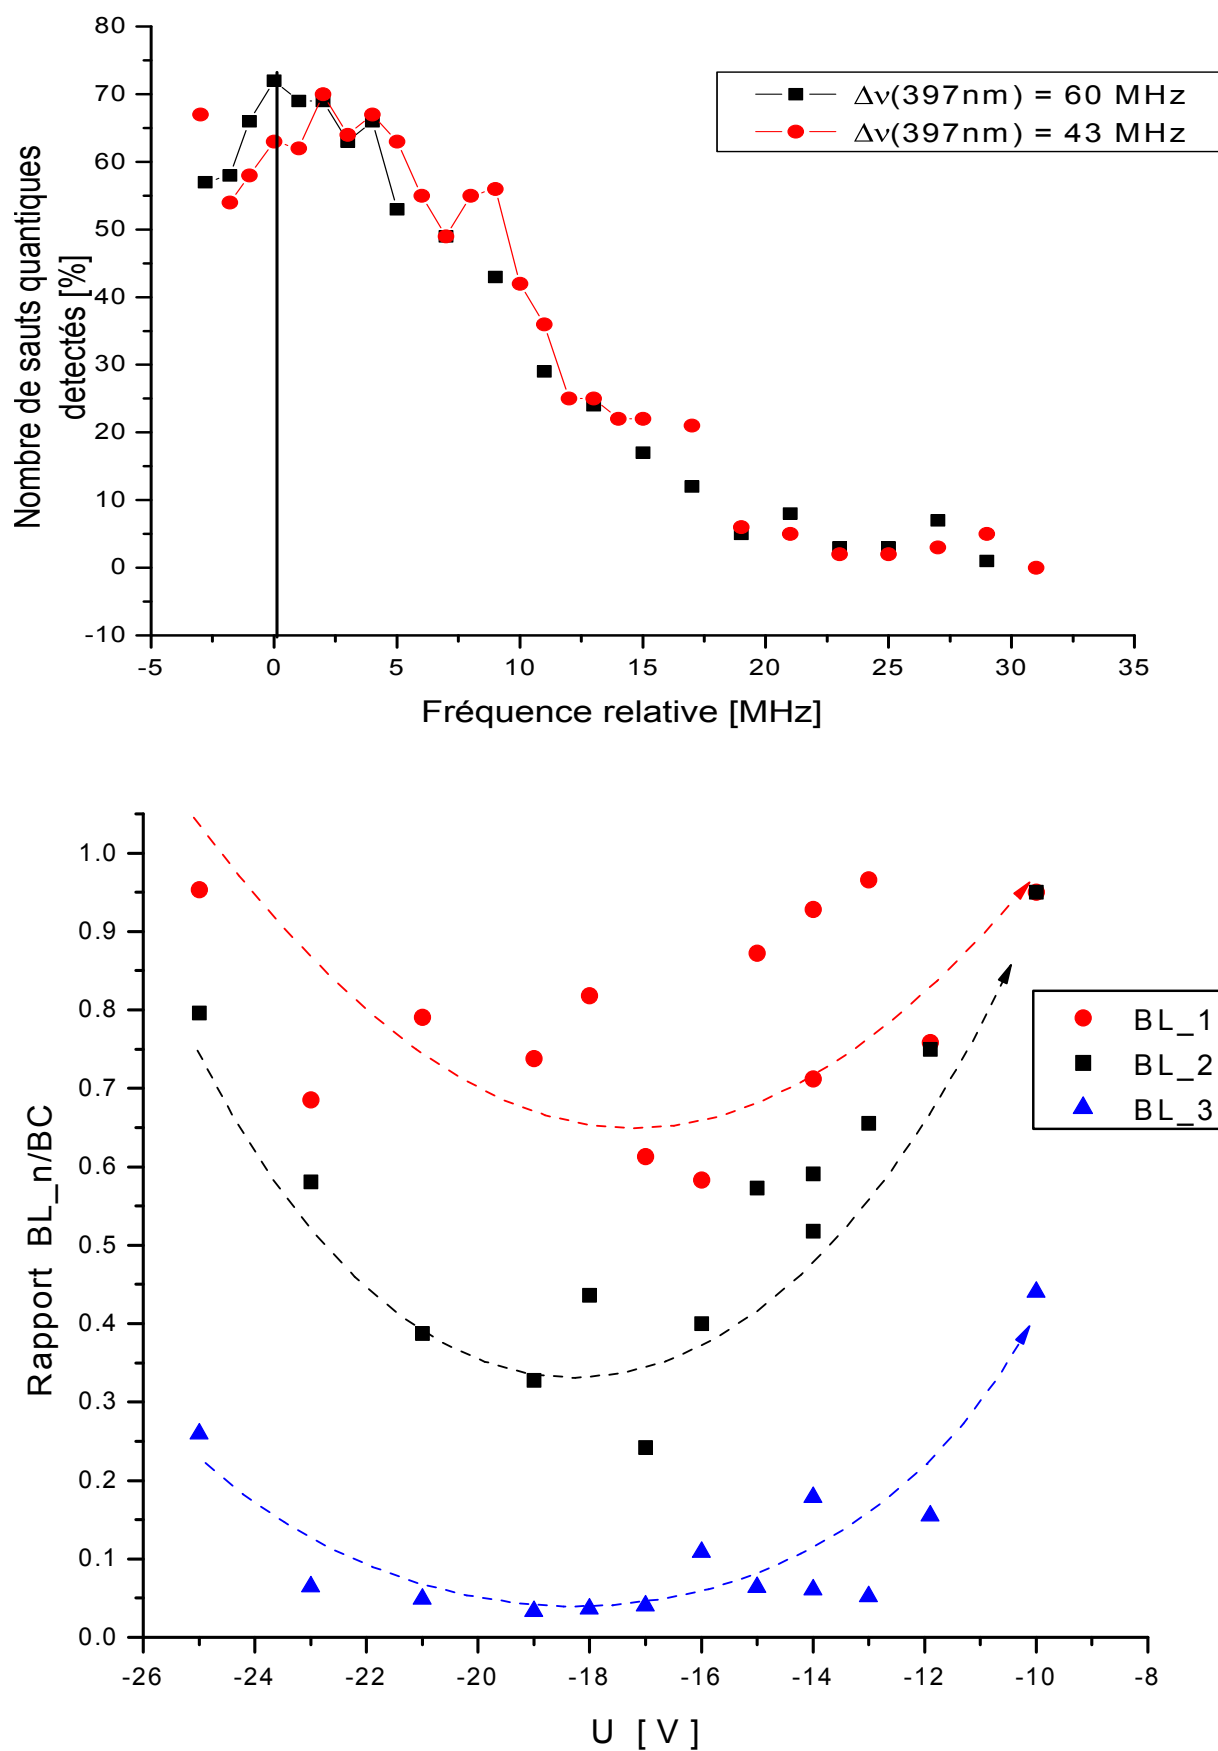 80
70
60
50
40
30
20
10
0
-10
Nombre de sauts quantiques
detectés [%]
Δν(397nm) = 60 MHz
Δν(397nm) = 43 MHz
-5 0 5 10 15 20 25 30 35
Fréquence relative [MHz]
1.0
0.9
0.8
0.7
0.6
0.5
0.4
0.3
0.2
0.1
0.0
Rapport BL_n/BC
BL_1
BL_2
BL_3
-26 -24 -22 -20 -18 -16 -14 -12 -10 -8
U [ V ]